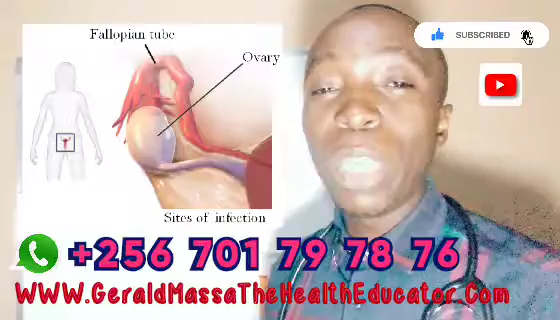 Fallopian tube
SUBSCRIBED
Ovary
Sites of infection
+256 701 79 78 76
WWW.GeraldMassaTheHealthEducator.Com